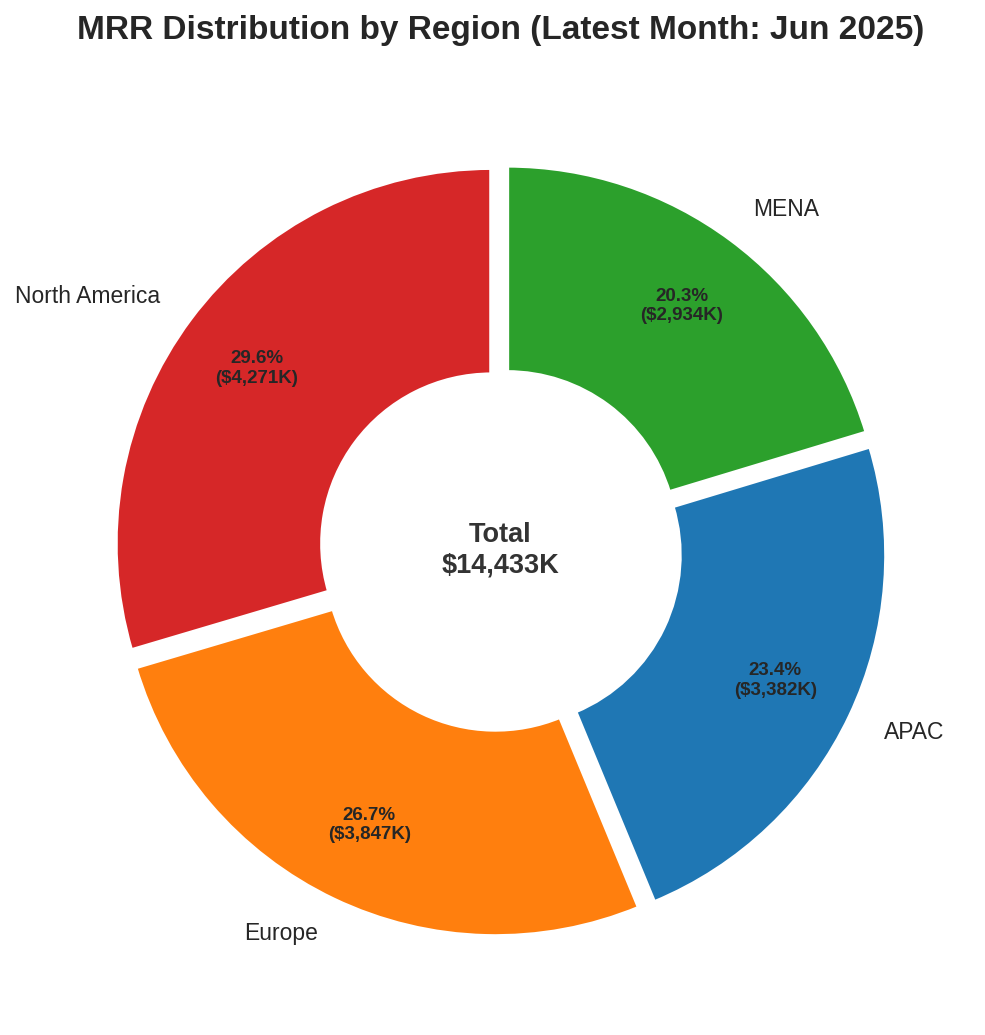 MRR Distribution by Region (Latest Month: Jun 2025)
MENA
20.3%
($2,934K)
North America
29.6%
($4,271K)
Total
$14,433K
23.4%
($3,382K)
APAC
26.7%
($3,847K)
Europe